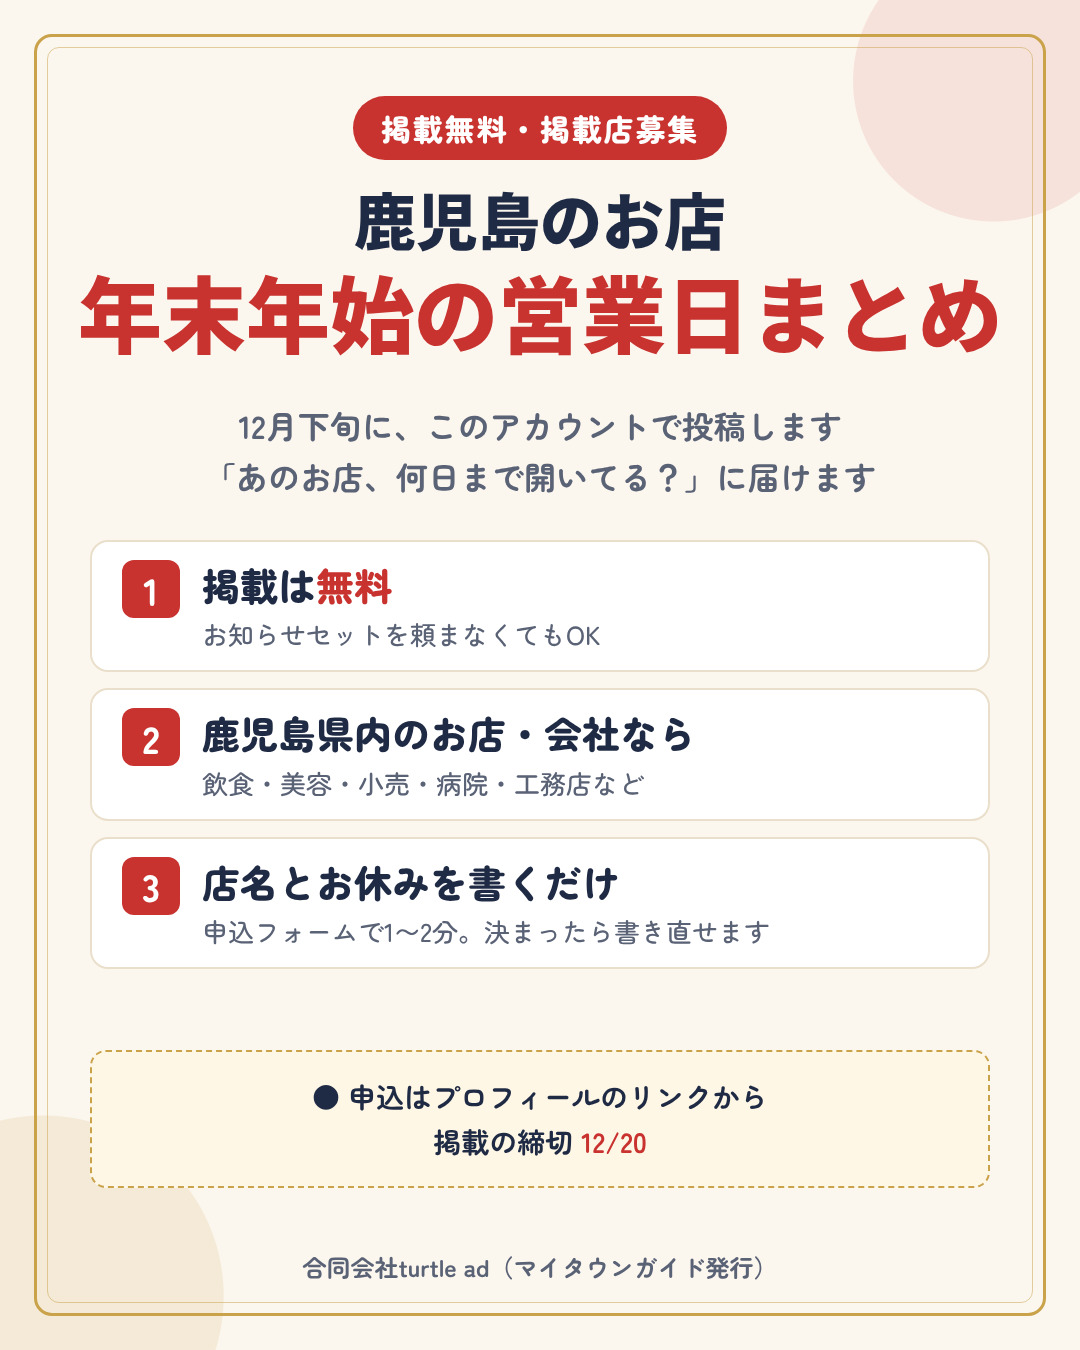 掲載無料・掲載店募集
鹿児島のお店
年末年始の営業日まとめ
12月下旬に、このアカウントで投稿します
「あのお店、何日まで開いてる？」に届けます
1 掲載は無料
お知らせセットを頼まなくてもOK
2 鹿児島県内のお店・会社なら
飲食・美容・小売・病院・工務店など
3 店名とお休みを書くだけ
申込フォームで1〜2分。決まったら書き直せます
● 申込はプロフィールのリンクから
掲載の締切 12/20
合同会社turtle ad（マイタウンガイド発行）